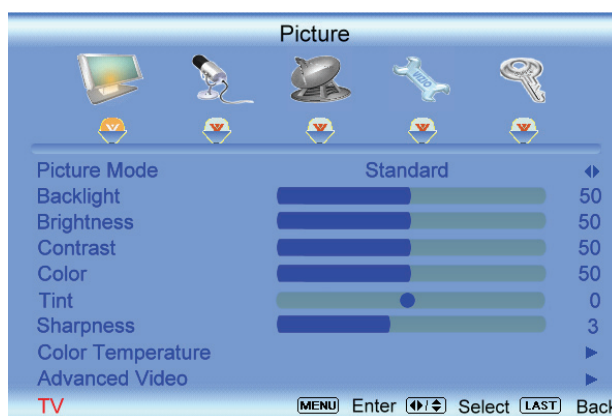 Picture
VIZIO
Picture Mode Standard
Backlight 50
Brightness 50
Contrast 50
Color 50
Tint 0
Sharpness 3
Color Temperature
Advanced Video
TV MENU Enter Select LAST Back